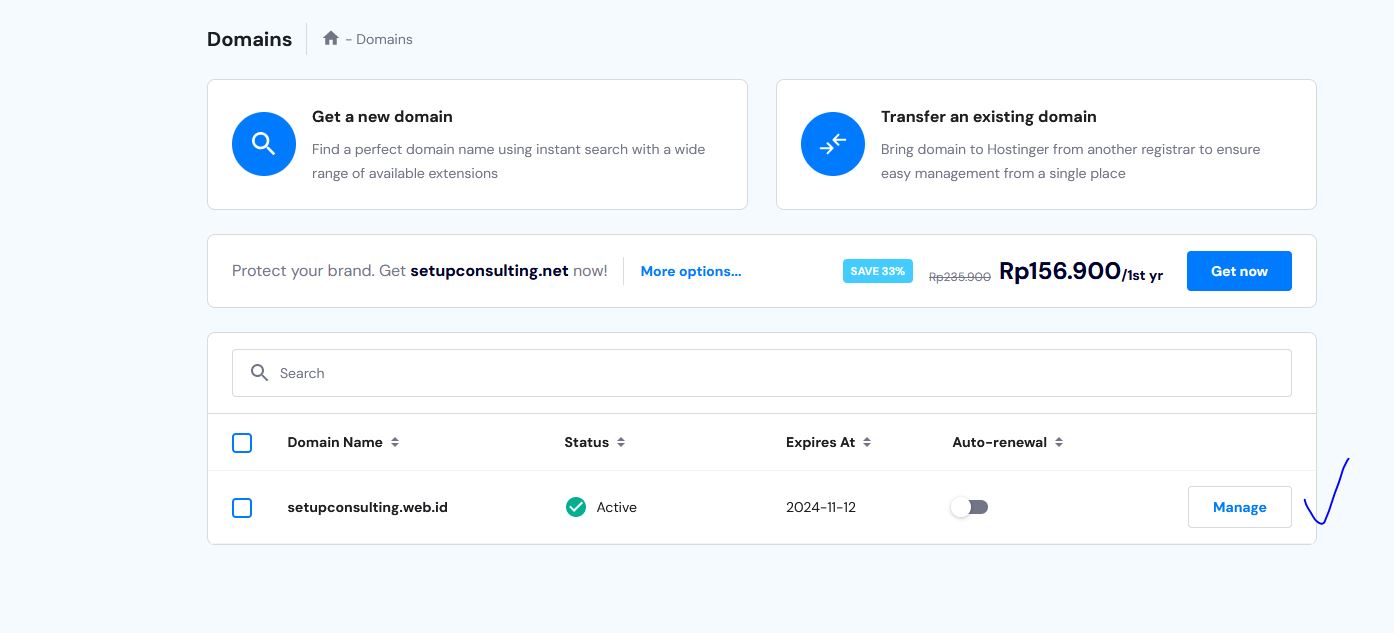 Domains - Domains
Get a new domain
Find a perfect domain name using instant search with a wide
range of available extensions
Transfer an existing domain
Bring domain to Hostinger from another registrar to ensure
easy management from a single place
Protect your brand. Get setupconsulting.net now! More options... SAVE 33% Rp235.900 Rp156.900/1st yr Get now
Search
Domain Name Status Expires At Auto-renewal
setupconsulting.web.id Active 2024-11-12 Manage